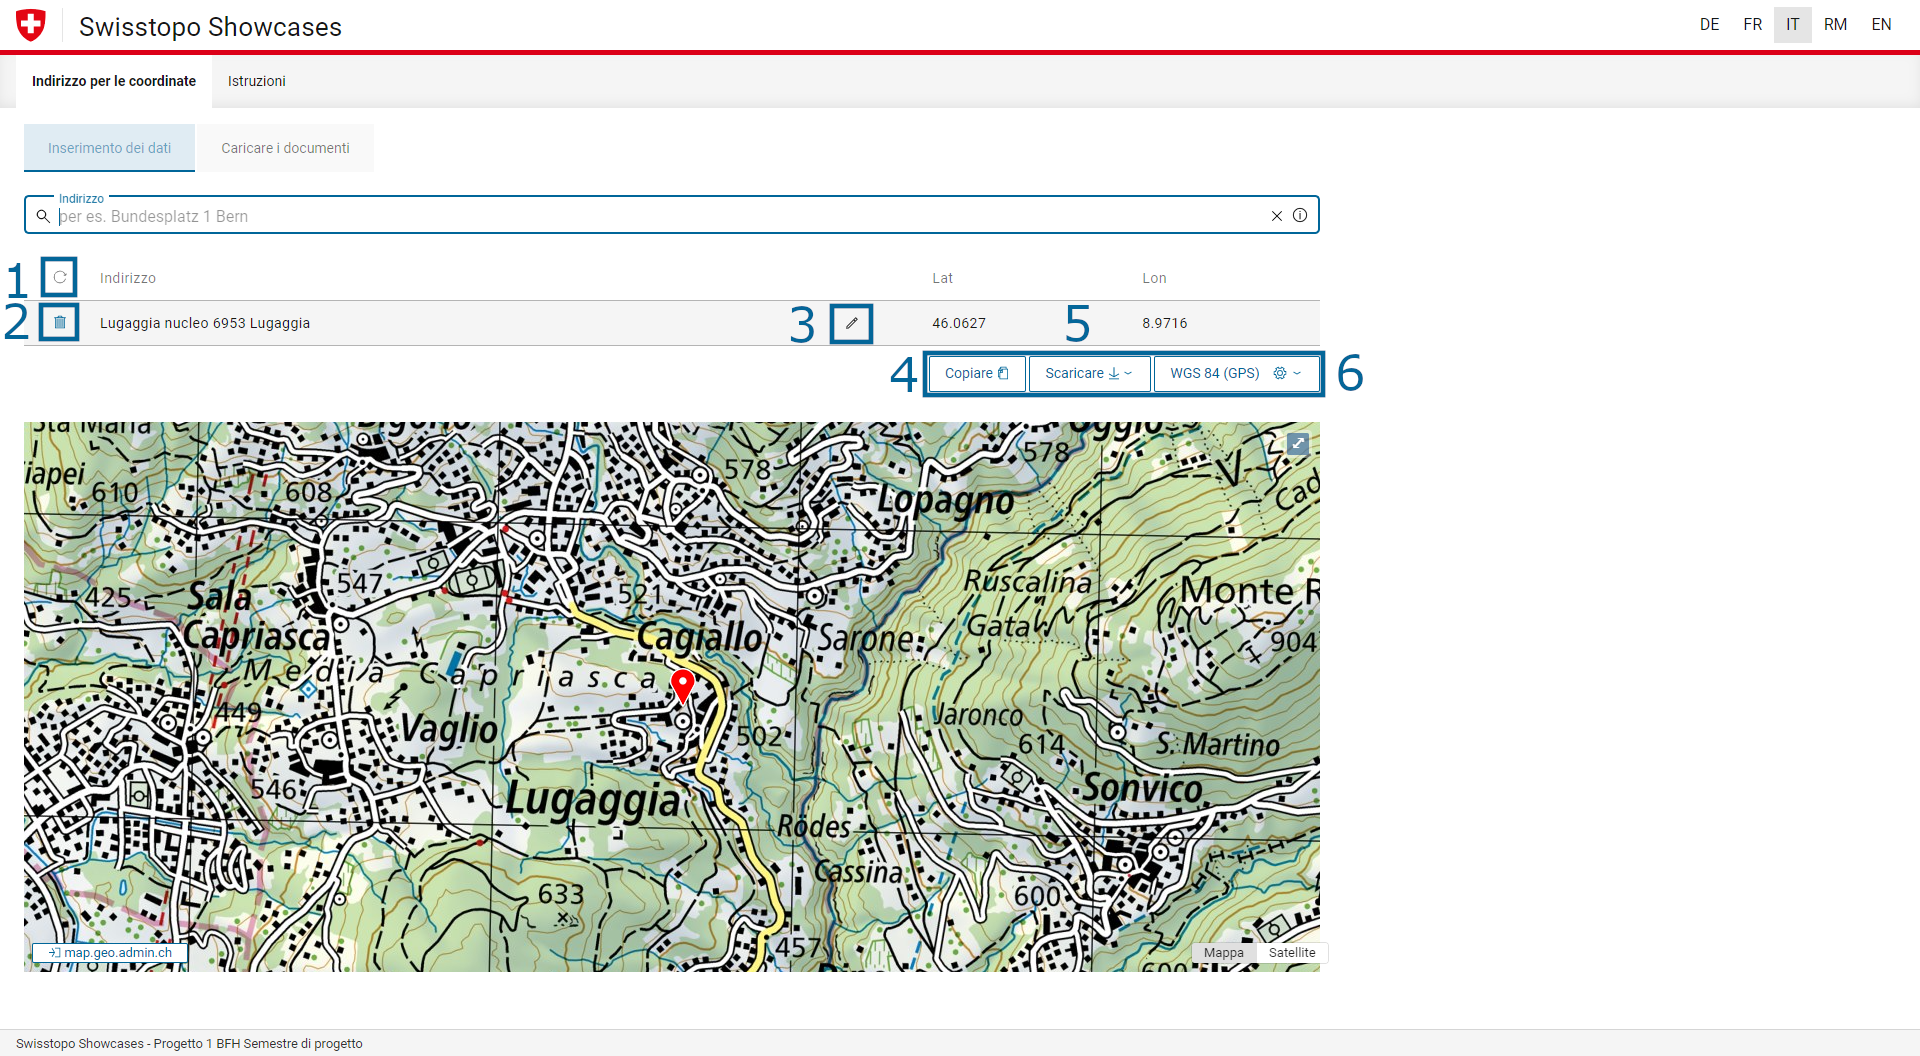 Swisstopo Showcases
DE FR IT RM EN
Indirizzo per le coordinate Istruzioni
Inserimento dei dati Caricare i documenti
Indirizzo
per es. Bundesplatz 1 Bern
1 Indirizzo Lat Lon
2 Lugaggia nucleo 6953 Lugaggia 3 46.0627 5 8.9716
4 Copiare Scaricare WGS 84 (GPS) 6
Sta Maria
578
578
iapei
610
608
Lopagno
547
425
Sala
Capriasca
521
Cagiallo
Sarone
Ruscalina
Gatal
Monte R
904
Media Capriasca
449
Vaglio
502
Jaronco
614
S. Martino
546
Lugaggia
Sonvico
Rödes
Cassina
633
600
457
600
map.geo.admin.ch
Mappa Satellite
Swisstopo Showcases - Progetto 1 BFH Semestre di progetto